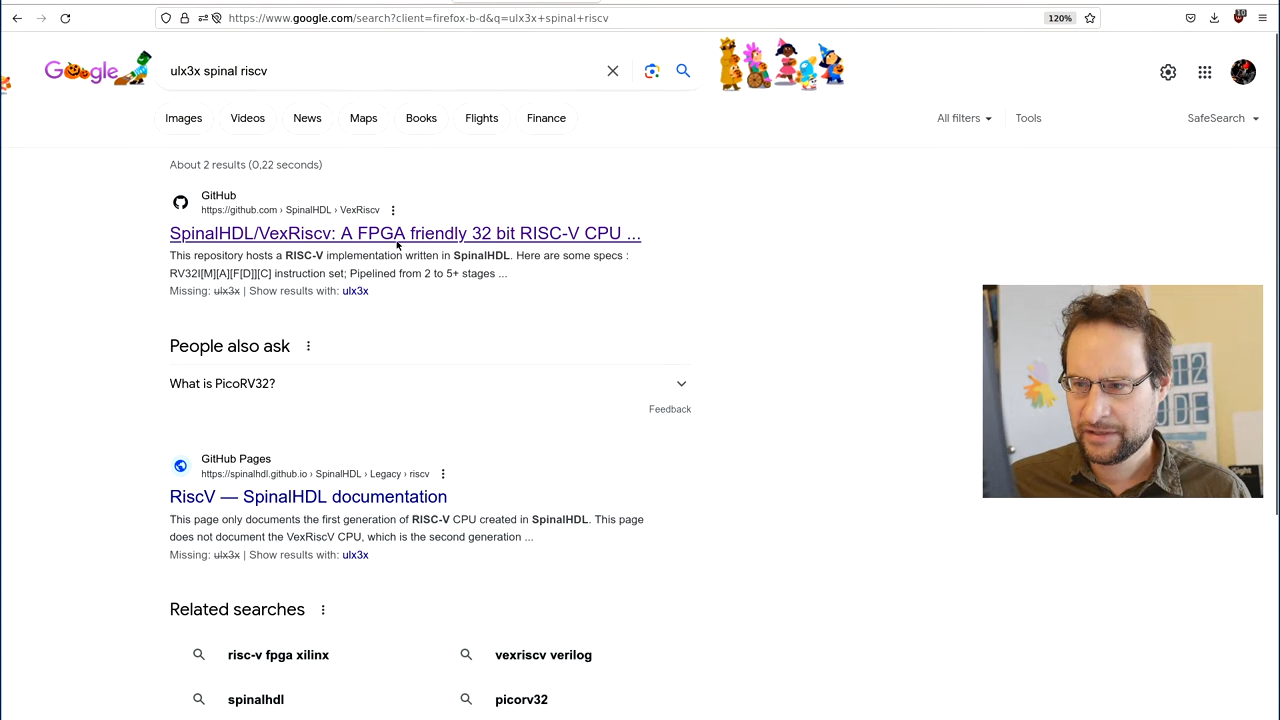 https://www.google.com/search?client=firefox-b-d&q=ulx3x+spinal+riscv
120%
10
Google
ulx3x spinal riscv
Images
Videos
News
Maps
Books
Flights
Finance
All filters
Tools
SafeSearch
About 2 results (0,22 seconds)
GitHub
https://github.com › SpinalHDL › VexRiscv
SpinalHDL/VexRiscv: A FPGA friendly 32 bit RISC-V CPU ...
This repository hosts a RISC-V implementation written in SpinalHDL. Here are some specs :
RV32I[M][A][F[D]][C] instruction set; Pipelined from 2 to 5+ stages ...
Missing: ulx3x | Show results with: ulx3x
People also ask
What is PicoRV32?
Feedback
GitHub Pages
https://spinalhdl.github.io › SpinalHDL › Legacy › riscv
RiscV — SpinalHDL documentation
This page only documents the first generation of RISC-V CPU created in SpinalHDL. This page
does not document the VexRiscV CPU, which is the second generation ...
Missing: ulx3x | Show results with: ulx3x
Related searches
risc-v fpga xilinx
vexriscv verilog
spinalhdl
picorv32